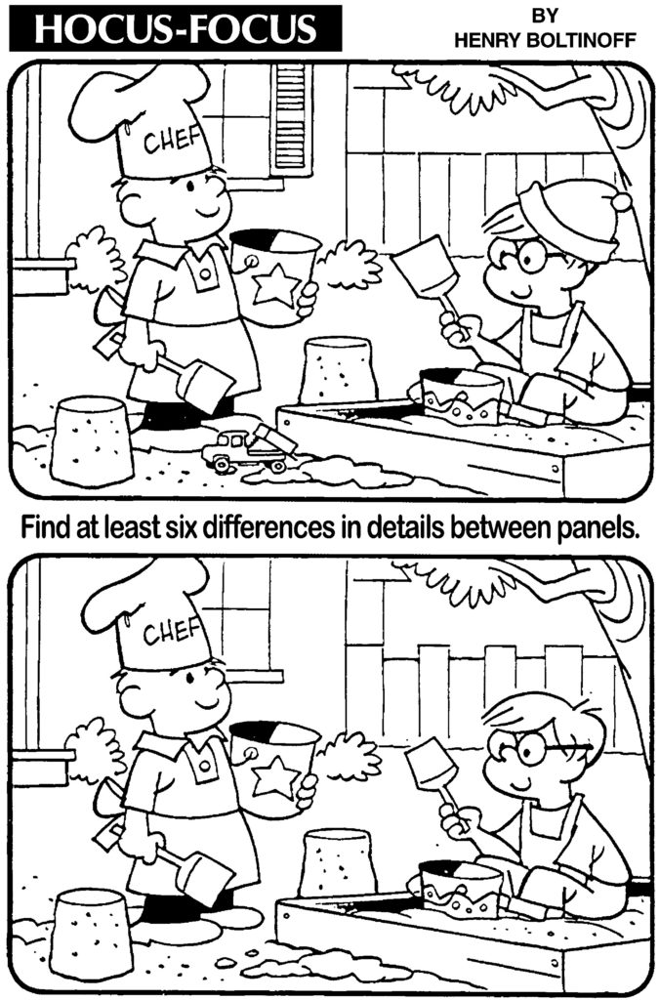 HOCUS-FOCUS
BY
HENRY BOLTINOFF
CHEF
Find at least six differences in details between panels.
CHEF